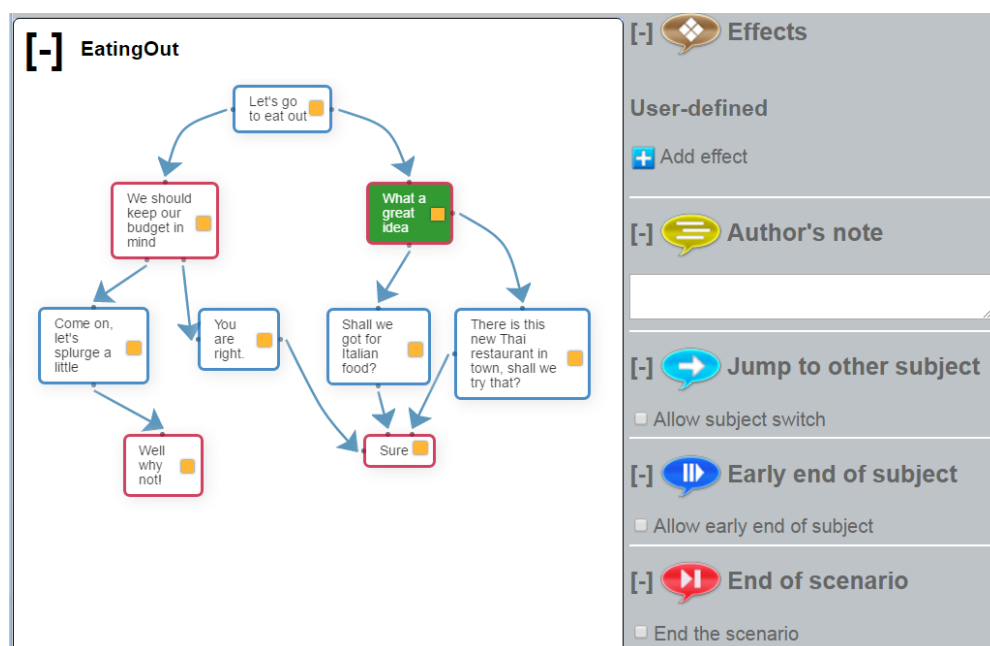 [-] EatingOut
Let's go
to eat out
We should
keep our
budget in
mind
What a
great
idea
Come on,
let's
splurge a
little
You
are
right.
Shall we
got for
Italian
food?
There is this
new Thai
restaurant in
town, shall we
try that?
Well
why
not!
Sure
[-] Effects
User-defined
Add effect
[-] Author's note
[-] Jump to other subject
Allow subject switch
[-] Early end of subject
Allow early end of subject
[-] End of scenario
End the scenario